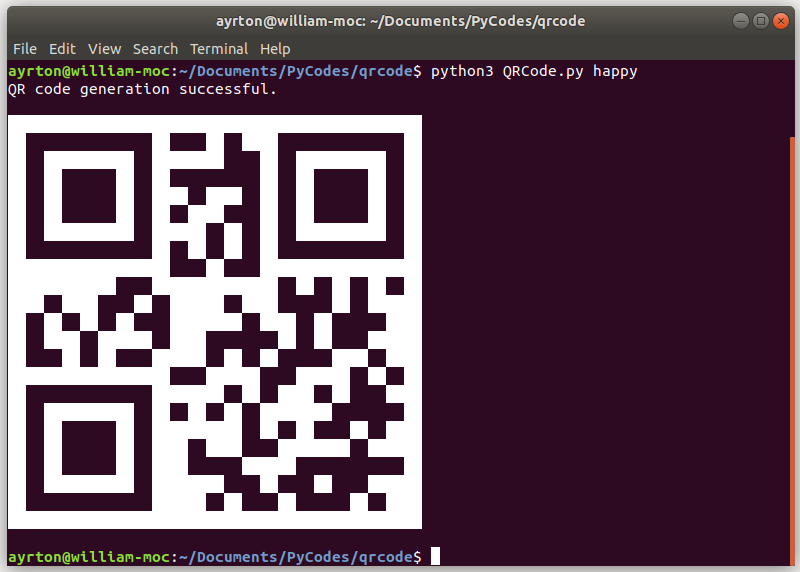 ayrton@william-moc: ~/Documents/PyCodes/qrcode
File Edit View Search Terminal Help
ayrton@william-moc:~/Documents/PyCodes/qrcode$ python3 QRCode.py happy
QR code generation successful.
ayrton@william-moc:~/Documents/PyCodes/qrcode$